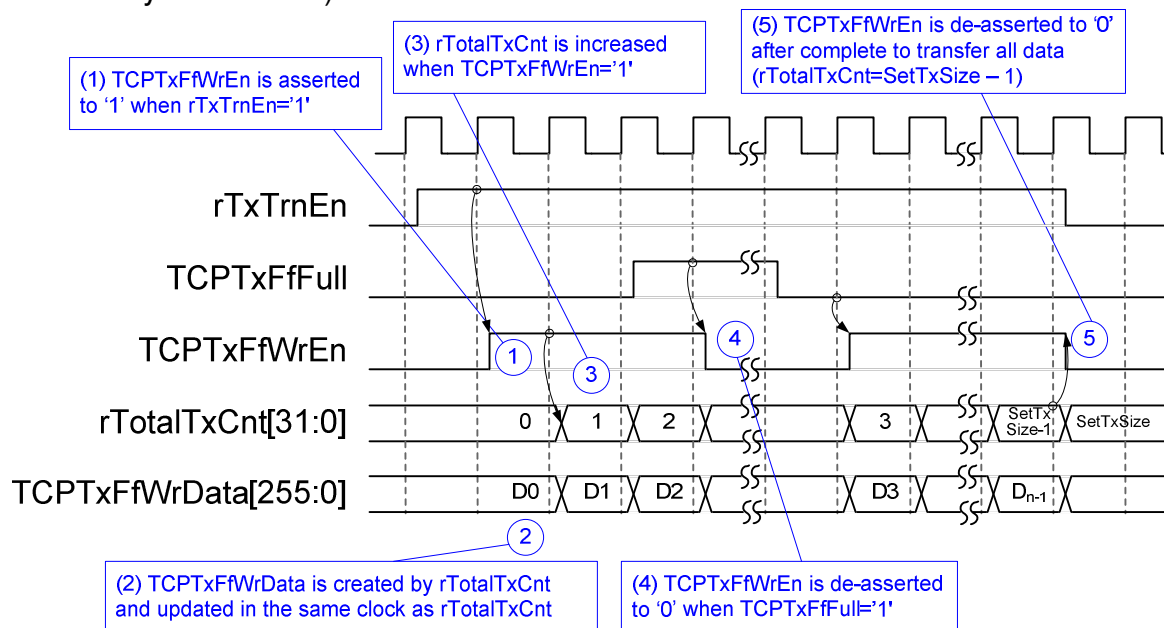 (3) rTotalTxCnt is increased
when TCPTxFfWrEn='1'
(5) TCPTxFfWrEn is de-asserted to '0'
after complete to transfer all data
(rTotalTxCnt=SetTxSize – 1)
(1) TCPTxFfWrEn is asserted
to '1' when rTxTrnEn='1'
rTxTrnEn
TCPTxFfFull
TCPTxFfWrEn
1
3
4
5
rTotalTxCnt[31:0]
0 1 2 3 SetTx
Size-1 SetTxSize
TCPTxFfWrData[255:0]
D0 D1 D2 D3 Dn-1
2
(2) TCPTxFfWrData is created by rTotalTxCnt
and updated in the same clock as rTotalTxCnt
(4) TCPTxFfWrEn is de-asserted
to '0' when TCPTxFfFull='1'